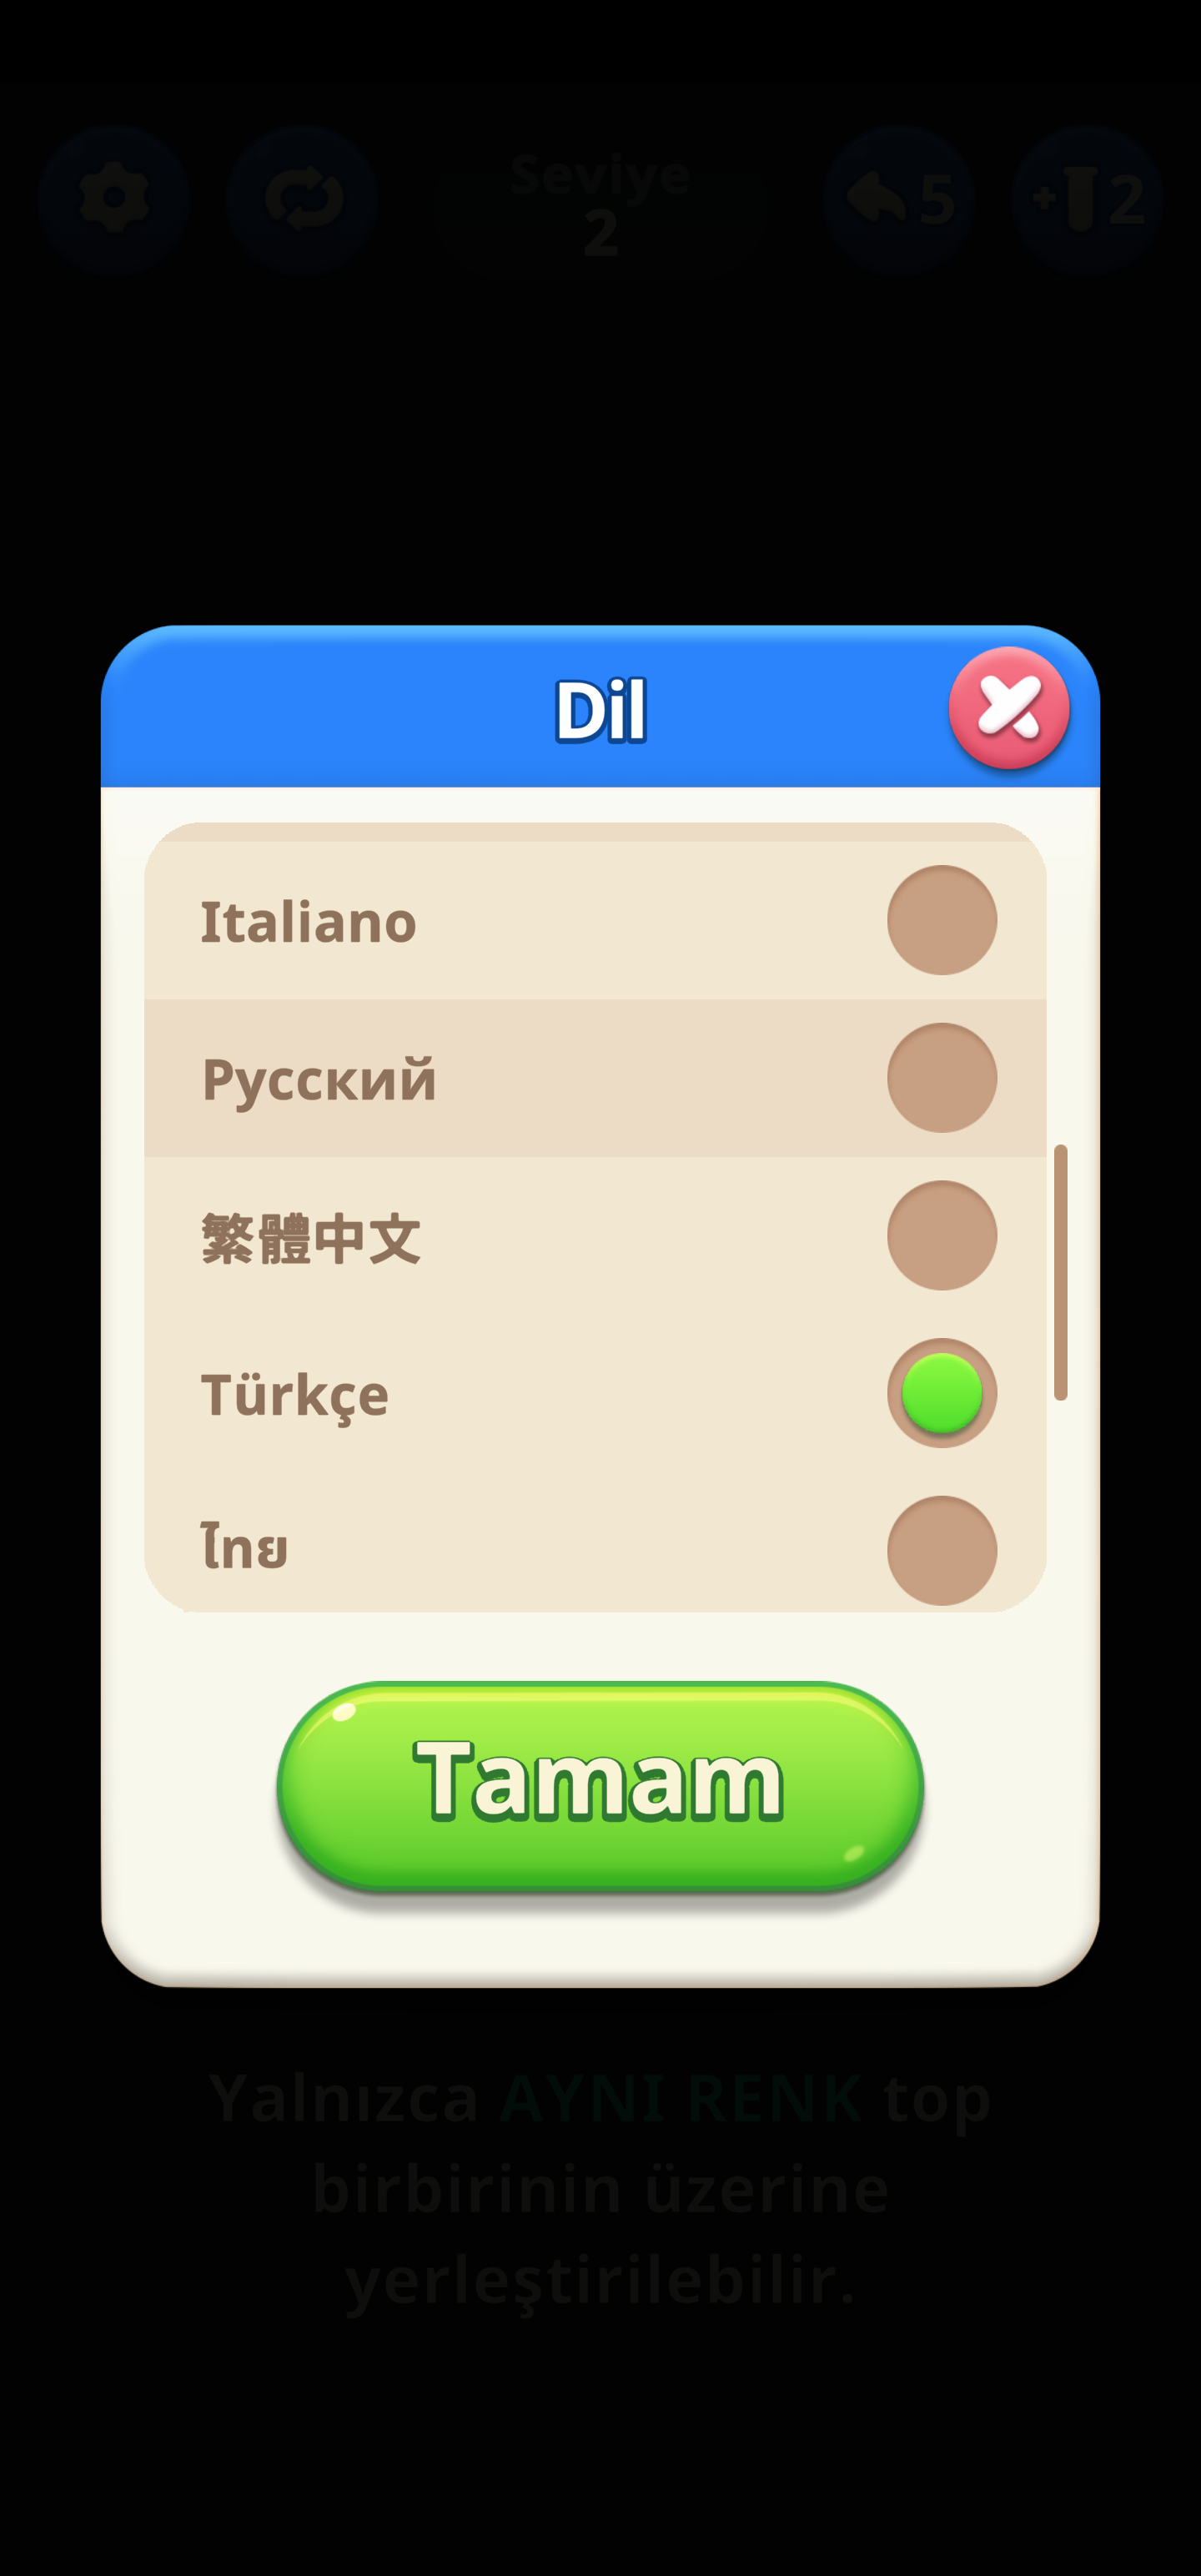 Seviye
2
5
+
2
Dil
Italiano
Русский
繁體中文
Türkçe
ไทย
Tamam
Yalnızca AYNI RENK top
birbirinin üzerine
yerleştirilebilir.